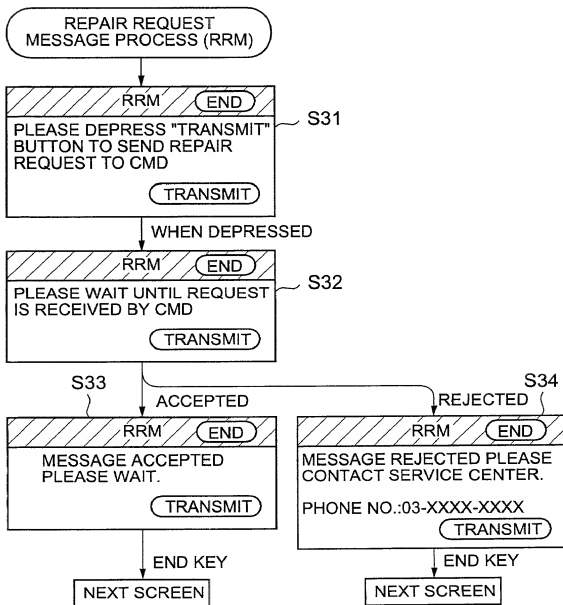 REPAIR REQUEST
MESSAGE PROCESS (RRM)
RRM END
S31
PLEASE DEPRESS "TRANSMIT"
BUTTON TO SEND REPAIR
REQUEST TO CMD
TRANSMIT
WHEN DEPRESSED
RRM END
S32
PLEASE WAIT UNTIL REQUEST
IS RECEIVED BY CMD
TRANSMIT
S33
ACCEPTED
RRM END
MESSAGE ACCEPTED
PLEASE WAIT.
TRANSMIT
END KEY
NEXT SCREEN
S34
REJECTED
RRM END
MESSAGE REJECTED PLEASE
CONTACT SERVICE CENTER.
PHONE NO.:03-XXXX-XXXX
TRANSMIT
END KEY
NEXT SCREEN